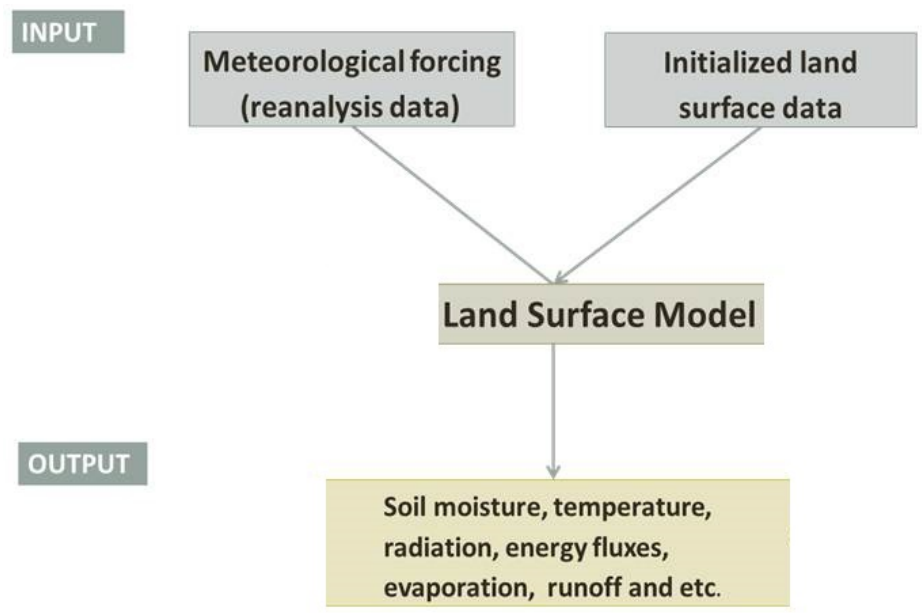 INPUT
Meteorological forcing
(reanalysis data)
Initialized land
surface data
Land Surface Model
OUTPUT
Soil moisture, temperature,
radiation, energy fluxes,
evaporation, runoff and etc.